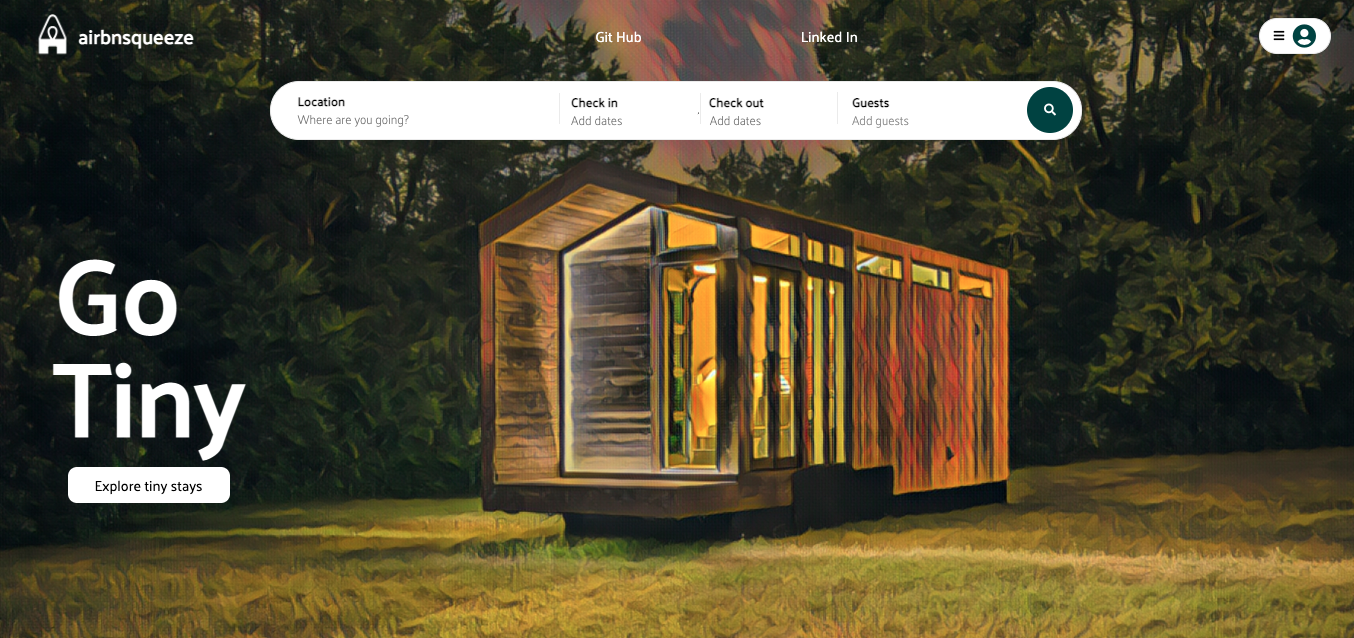 airbnsqueeze
Git Hub
Linked In
Location
Where are you going?
Check in
Add dates
Check out
Add dates
Guests
Add guests
Go
Tiny
Explore tiny stays